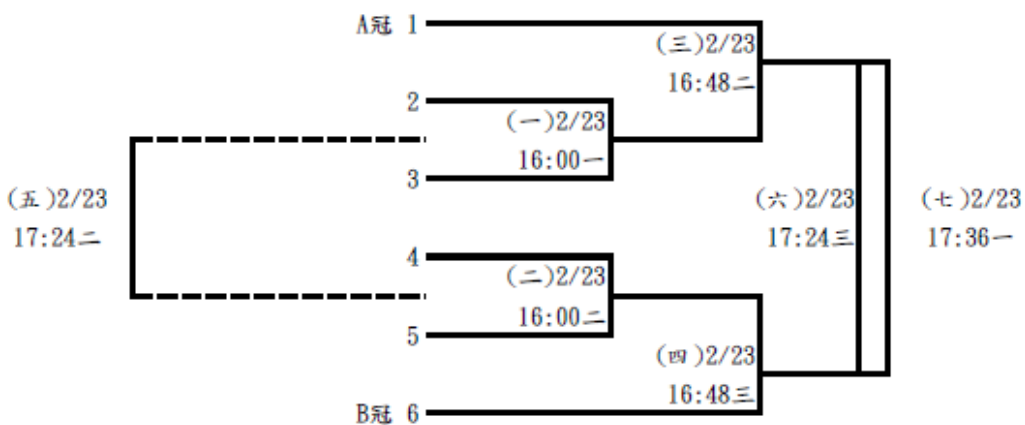 A冠 1
(三)2/23
16:48二
2
(一)2/23
16:00一
3
(五)2/23
17:24二
(六)2/23
17:24三
(七)2/23
17:36一
4
(二)2/23
16:00二
5
(四)2/23
16:48三
B冠 6